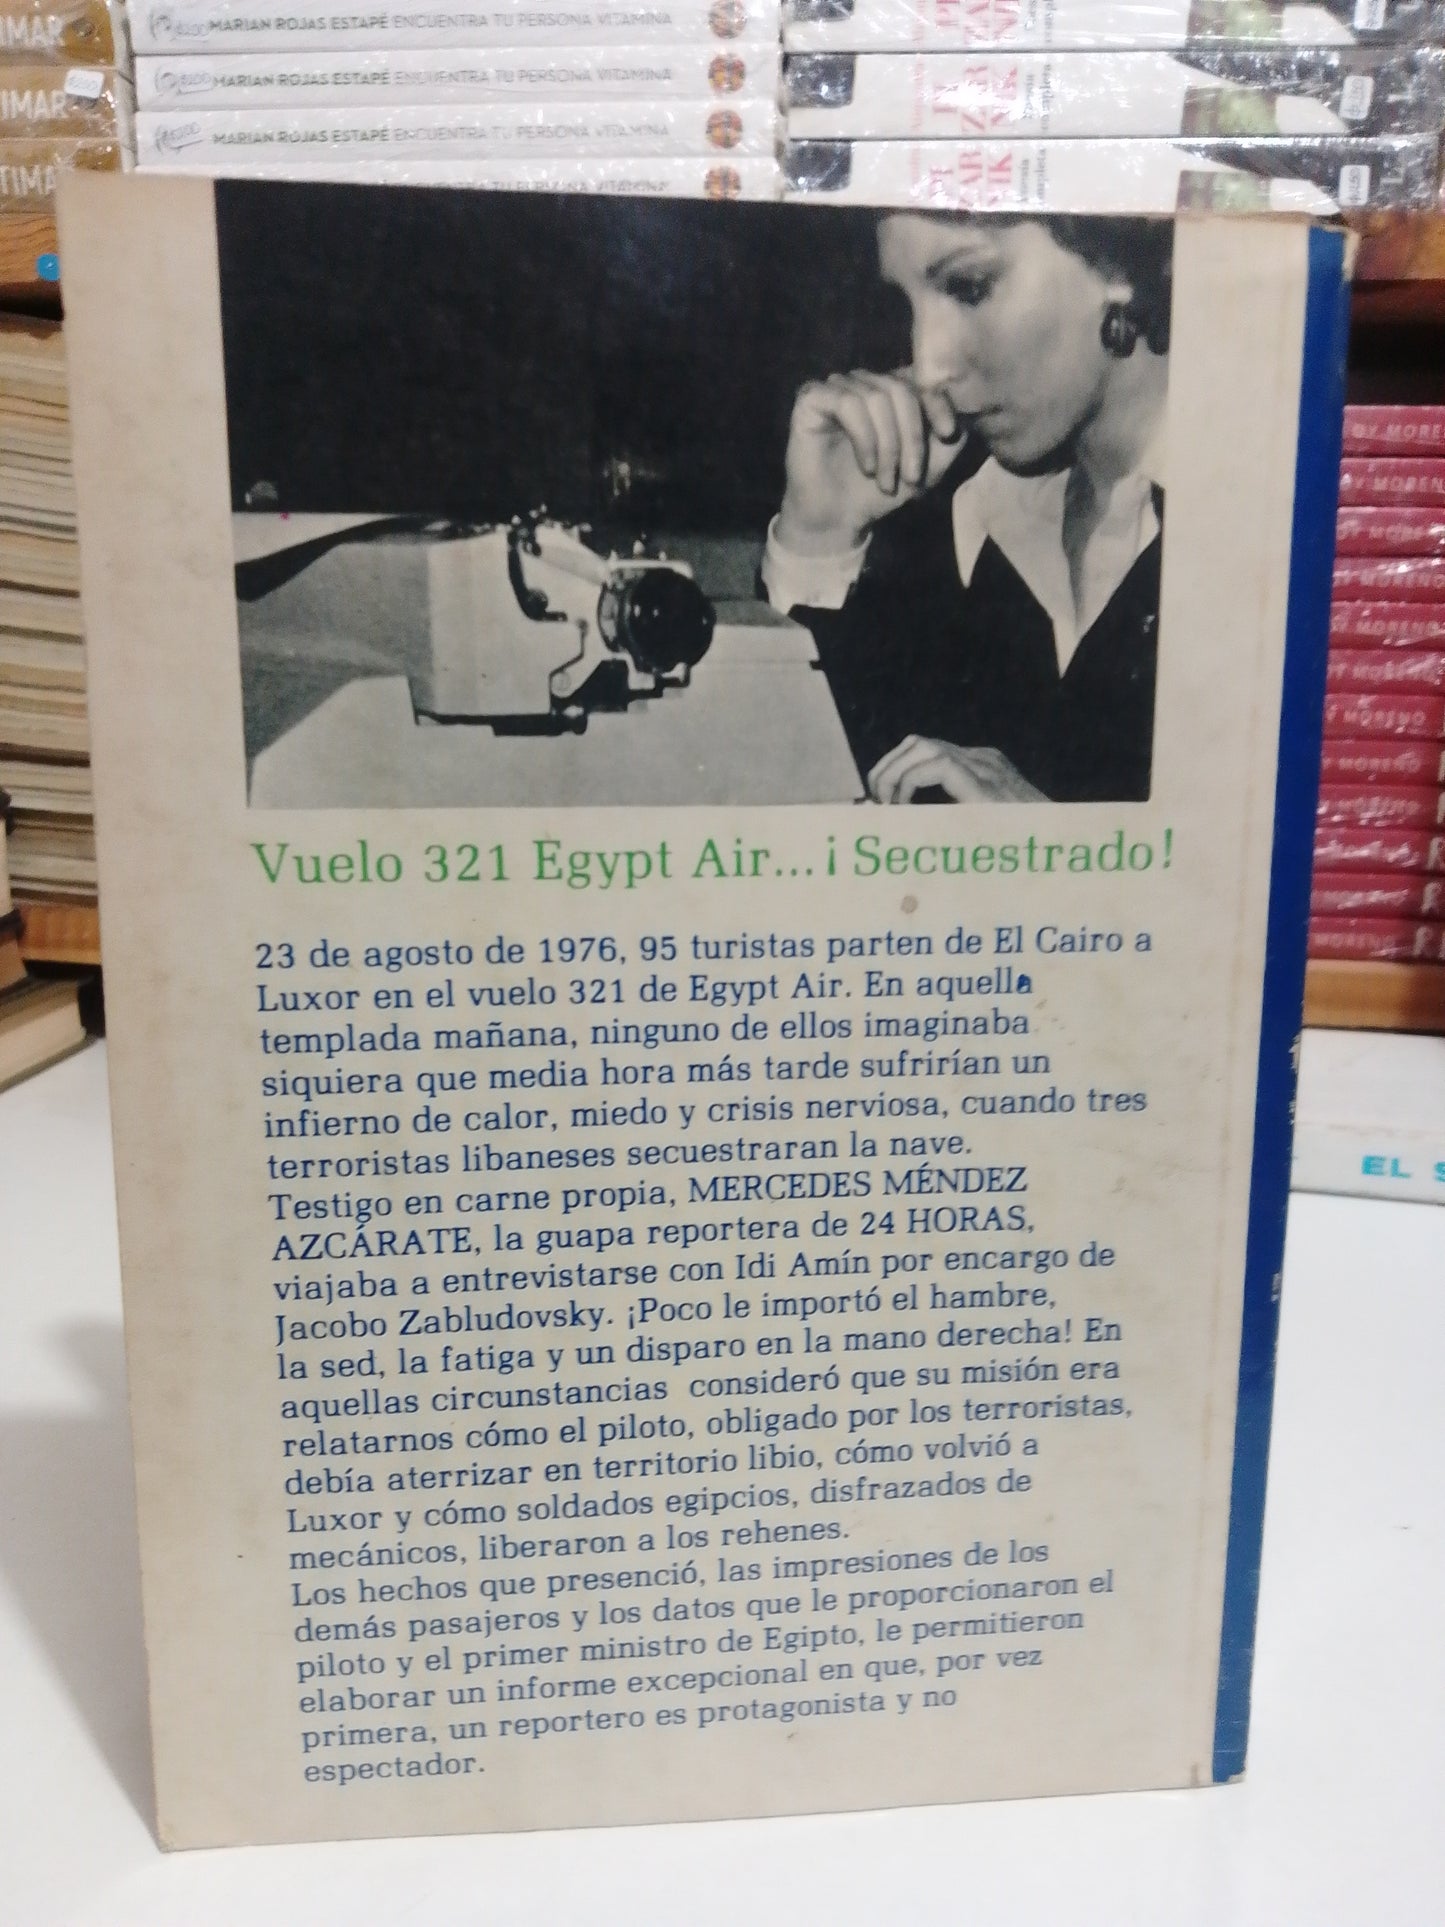 TIMAR
TIMAR
MARIAN ROJAS ESTAPÉ ENCUENTRA TU PERSONA VITAMINA
MARIAN ROJAS ESTAPÉ ENCUENTRA TU PERSONA VITAMINA
MARIAN ROJAS ESTAPÉ ENCUENTRA TU PERSONA VITAMINA
Vuelo 321 Egypt Air... ¡Secuestrado!
23 de agosto de 1976, 95 turistas parten de El Cairo a
Luxor en el vuelo 321 de Egypt Air. En aquella
templada mañana, ninguno de ellos imaginaba
siquiera que media hora más tarde sufrirían un
infierno de calor, miedo y crisis nerviosa, cuando tres
terroristas libaneses secuestraran la nave.
Testigo en carne propia, MERCEDES MÉNDEZ
AZCÁRATE, la guapa reportera de 24 HORAS,
viajaba a entrevistarse con Idi Amín por encargo de
Jacobo Zabludovsky. ¡Poco le importó el hambre,
la sed, la fatiga y un disparo en la mano derecha! En
aquellas circunstancias consideró que su misión era
relatarnos cómo el piloto, obligado por los terroristas,
debía aterrizar en territorio libio, cómo volvió a
Luxor y cómo soldados egipcios, disfrazados de
mecánicos, liberaron a los rehenes.
Los hechos que presenció, las impresiones de los
demás pasajeros y los datos que le proporcionaron el
piloto y el primer ministro de Egipto, le permitieron
elaborar un informe excepcional en que, por vez
primera, un reportero es protagonista y no
espectador.
MORENO
MORENO
MORENO
MORENO
EL S